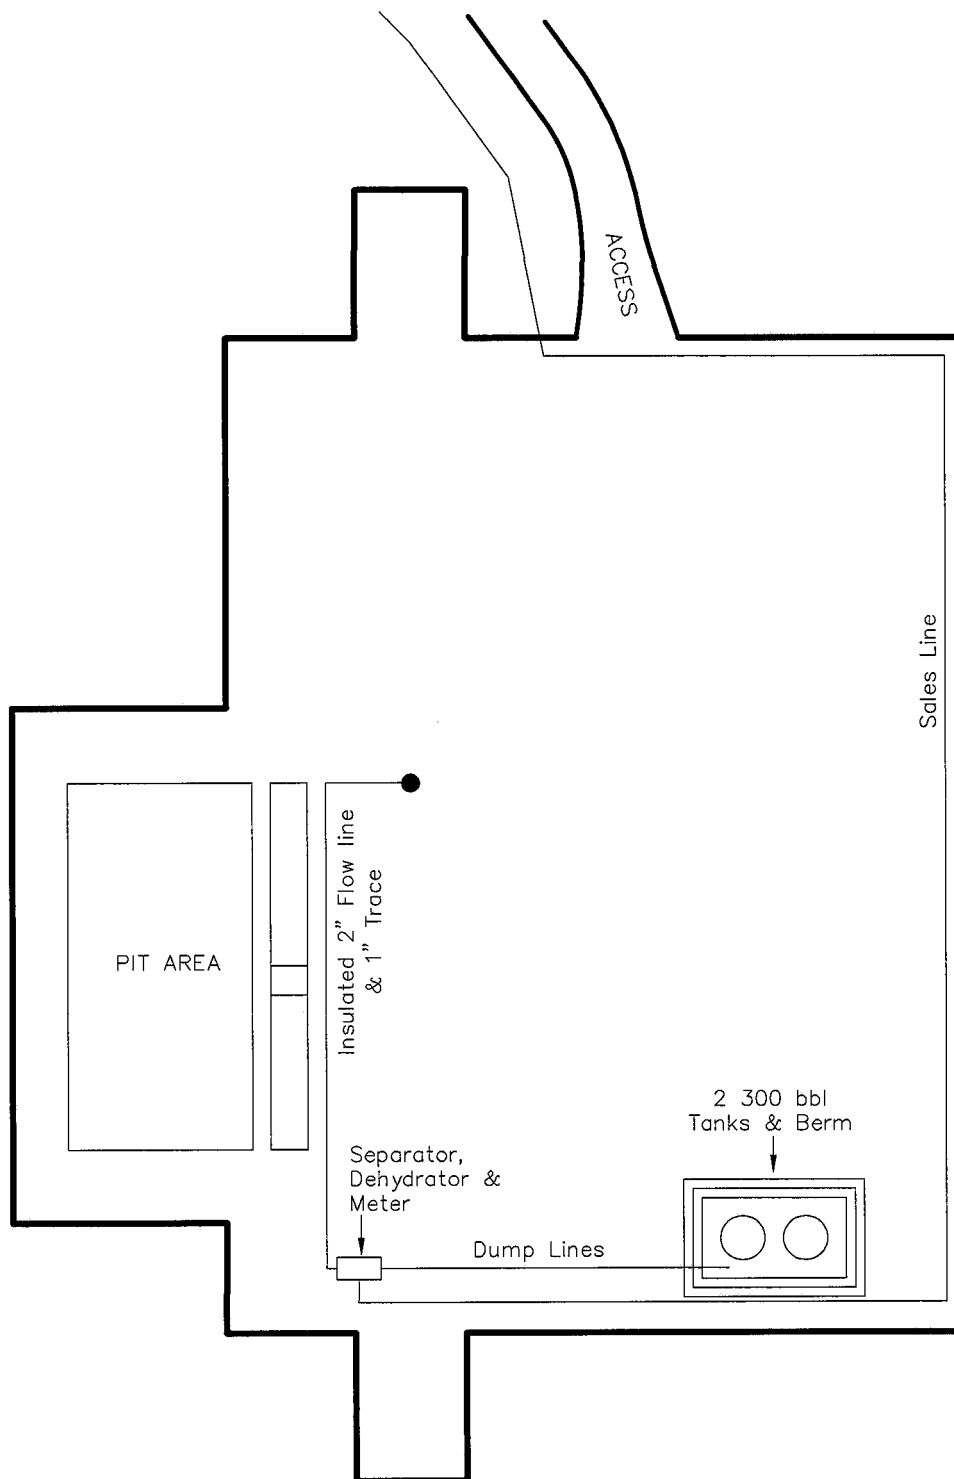 ACCESS
Sales Line
Insulated 2" Flow line
& 1" Trace
PIT AREA
2 300 bbl
Tanks & Berm
Separator,
Dehydrator &
Meter
Dump Lines